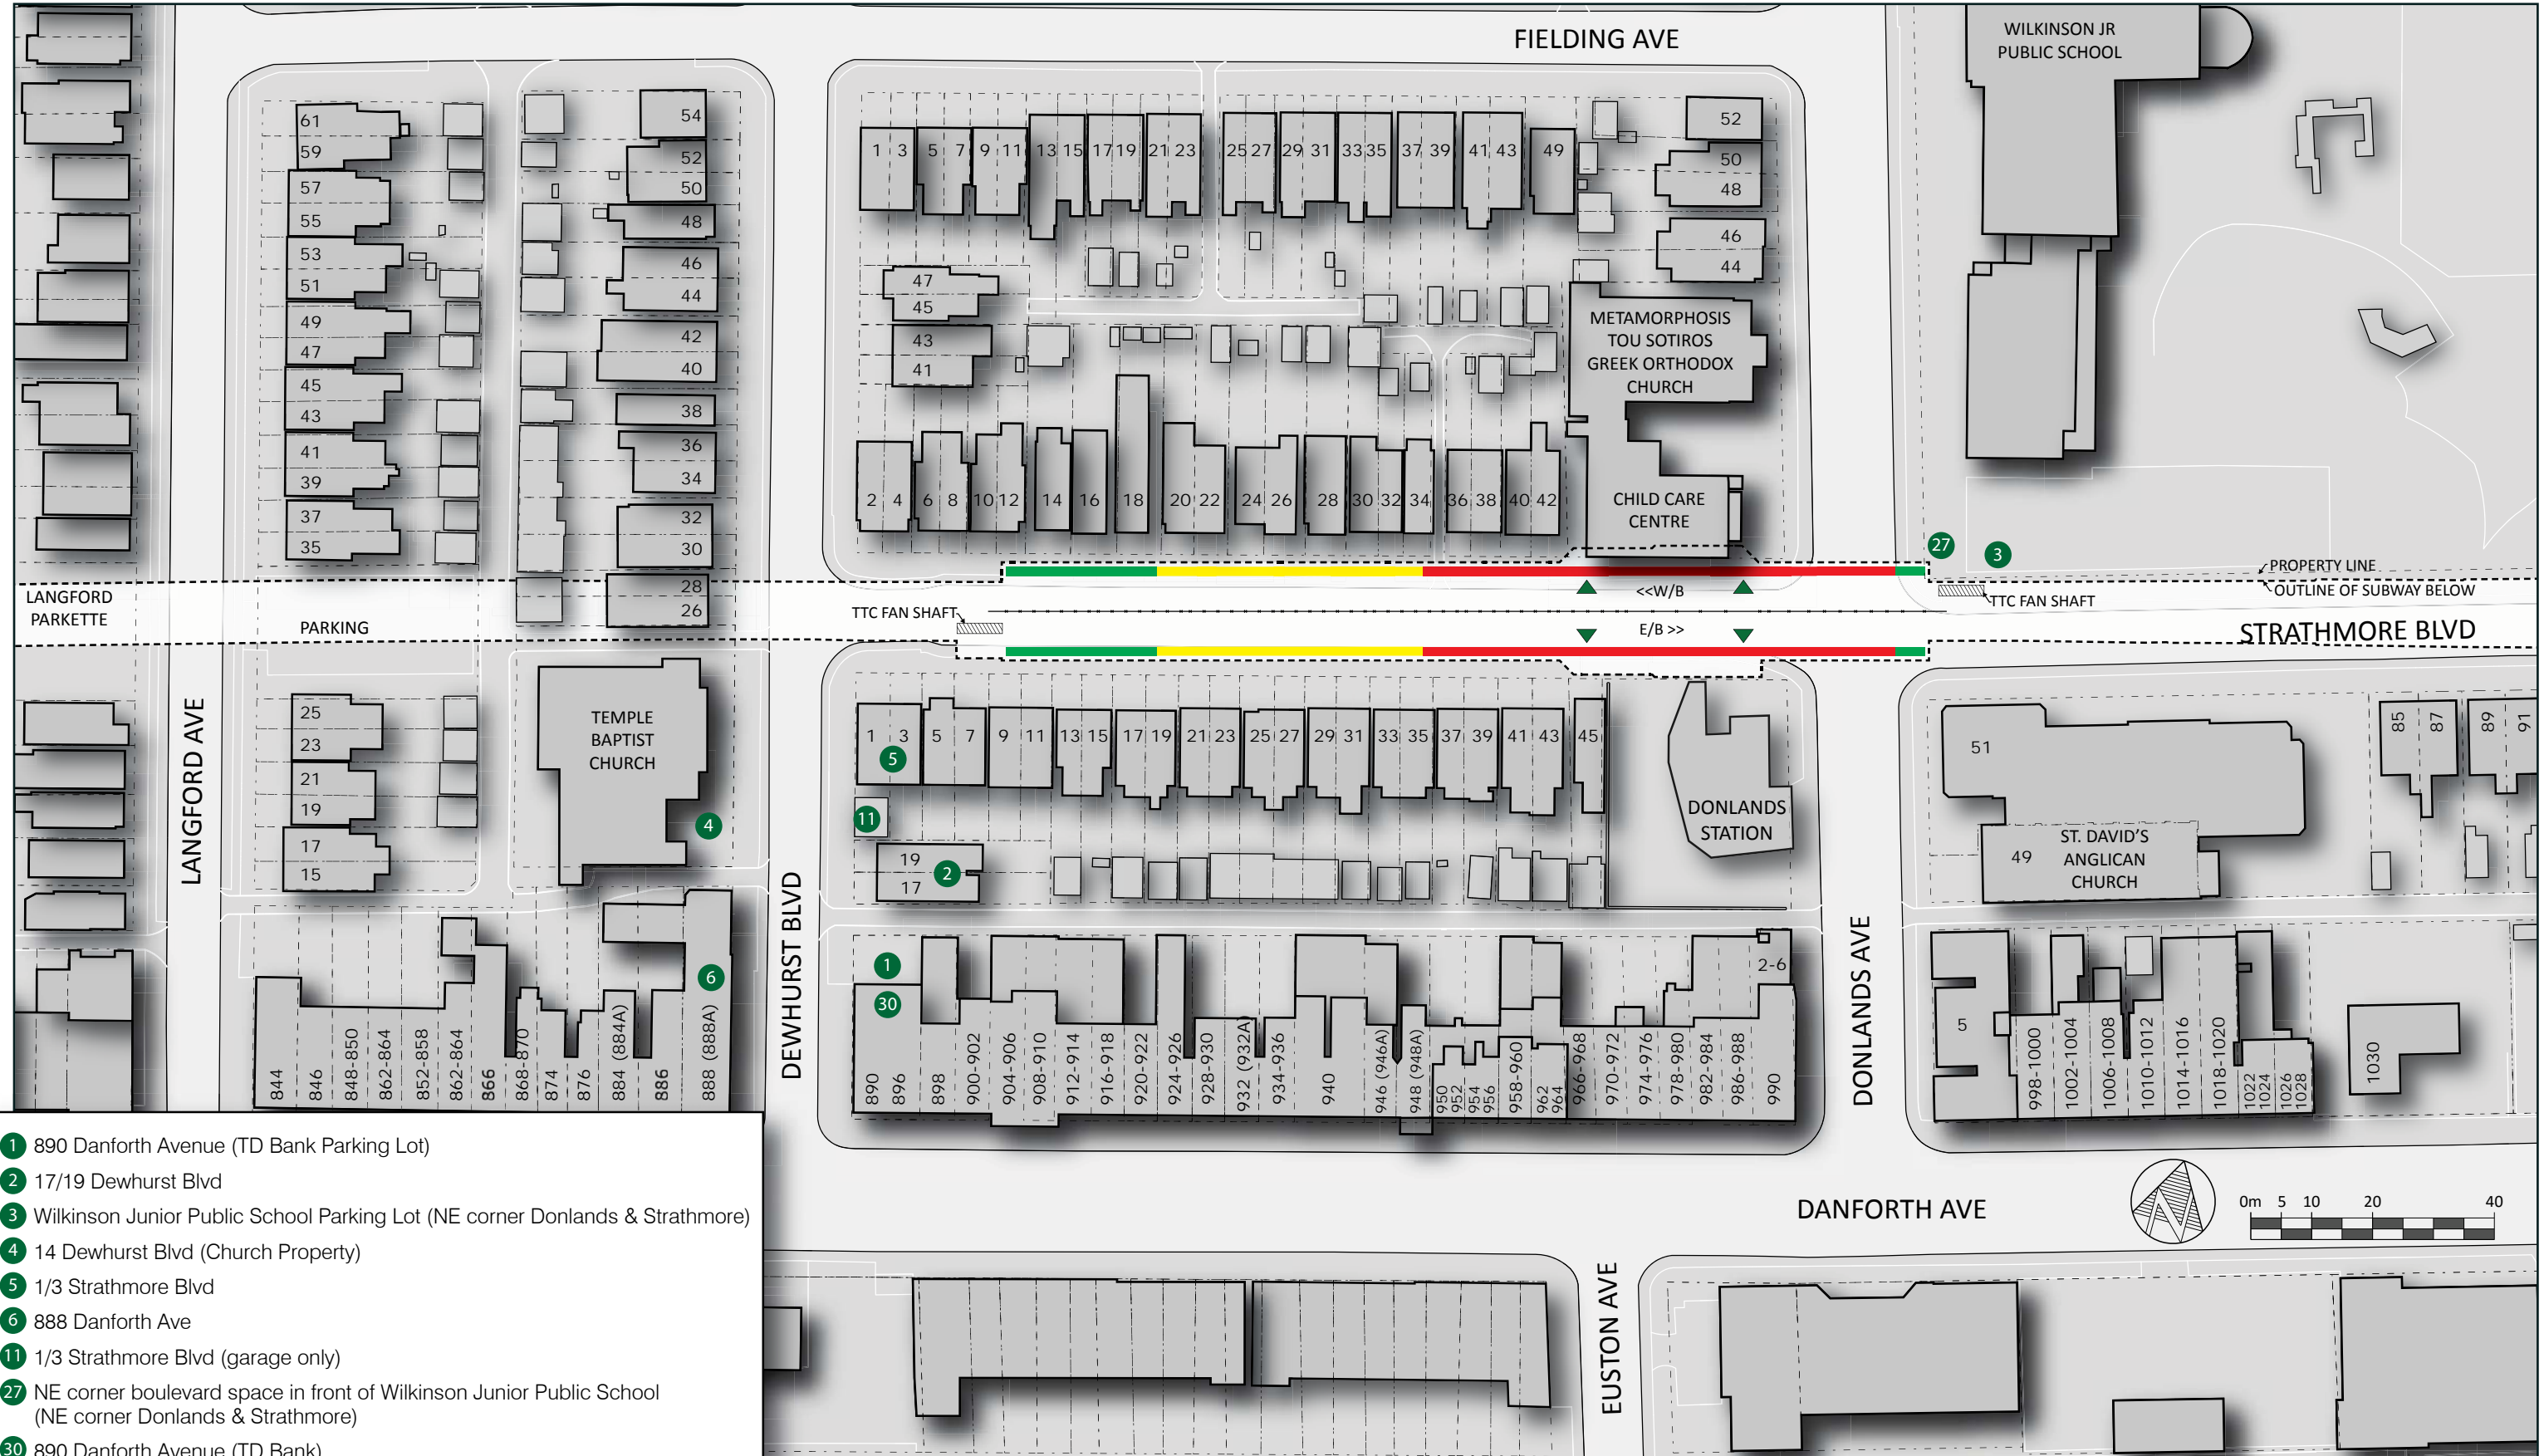 FIELDING AVE
WILKINSON JR
PUBLIC SCHOOL
61
59
57
55
53
51
49
47
45
43
41
39
37
35
54
52
50
48
46
44
42
40
38
36
34
32
30
28
26
1 3 5 7 9 11 13 15 17 19 21 23 25 27 29 31 33 35 37 39 41 43 49
52
50
48
46
44
47
45
43
41
METAMORPHOSIS
TOU SOTIROS
GREEK ORTHODOX
CHURCH
2 4 6 8 10 12 14 16 18 20 22 24 26 28 30 32 34 36 38 40 42
CHILD CARE
CENTRE
27
3
PROPERTY LINE
OUTLINE OF SUBWAY BELOW
LANGFORD
PARKETTE
PARKING
TTC FAN SHAFT
<<W/B
E/B >>
TTC FAN SHAFT
STRATHMORE BLVD
LANGFORD AVE
25
23
21
19
17
15
TEMPLE
BAPTIST
CHURCH
4
DEWHURST BLVD
1 3 5 7 9 11 13 15 17 19 21 23 25 27 29 31 33 35 37 39 41 43 45
5
11
19
17
2
DONLANDS
STATION
51
49
ST. DAVID'S
ANGLICAN
CHURCH
85
87
89
91
DONLANDS AVE
1
30
6
2-6
5
844
846
848-850
862-864
852-858
862-864
866
868-870
874
876
884 (884A)
886
888 (888A)
890
896
898
900-902
904-906
908-910
912-914
916-918
920-922
924-926
928-930
932 (932A)
934-936
940
946 (946A)
948 (948A)
950
952
954
956
958-960
962
964
966-968
970-972
974-976
978-980
982-984
986-988
990
998-1000
1002-1004
1006-1008
1010-1012
1014-1016
1018-1020
1022
1024
1026
1028
1030
DANFORTH AVE
N
0m 5 10 20 40
EUSTON AVE
1 890 Danforth Avenue (TD Bank Parking Lot)
2 17/19 Dewhurst Blvd
3 Wilkinson Junior Public School Parking Lot (NE corner Donlands & Strathmore)
4 14 Dewhurst Blvd (Church Property)
5 1/3 Strathmore Blvd
6 888 Danforth Ave
11 1/3 Strathmore Blvd (garage only)
27 NE corner boulevard space in front of Wilkinson Junior Public School
(NE corner Donlands & Strathmore)
30 890 Danforth Avenue (TD Bank)